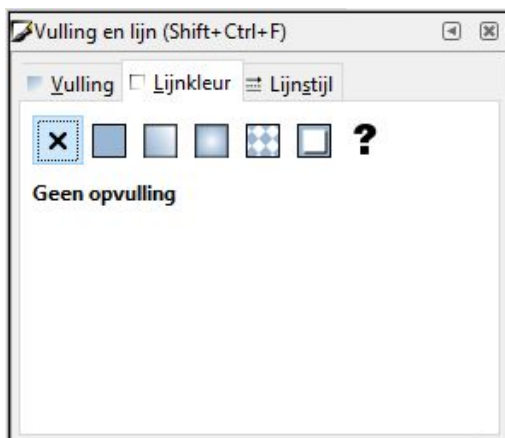 Vulling en lijn (Shift+Ctrl+F)
Vulling Lijnkleur Lijnstijl
?
Geen opvulling